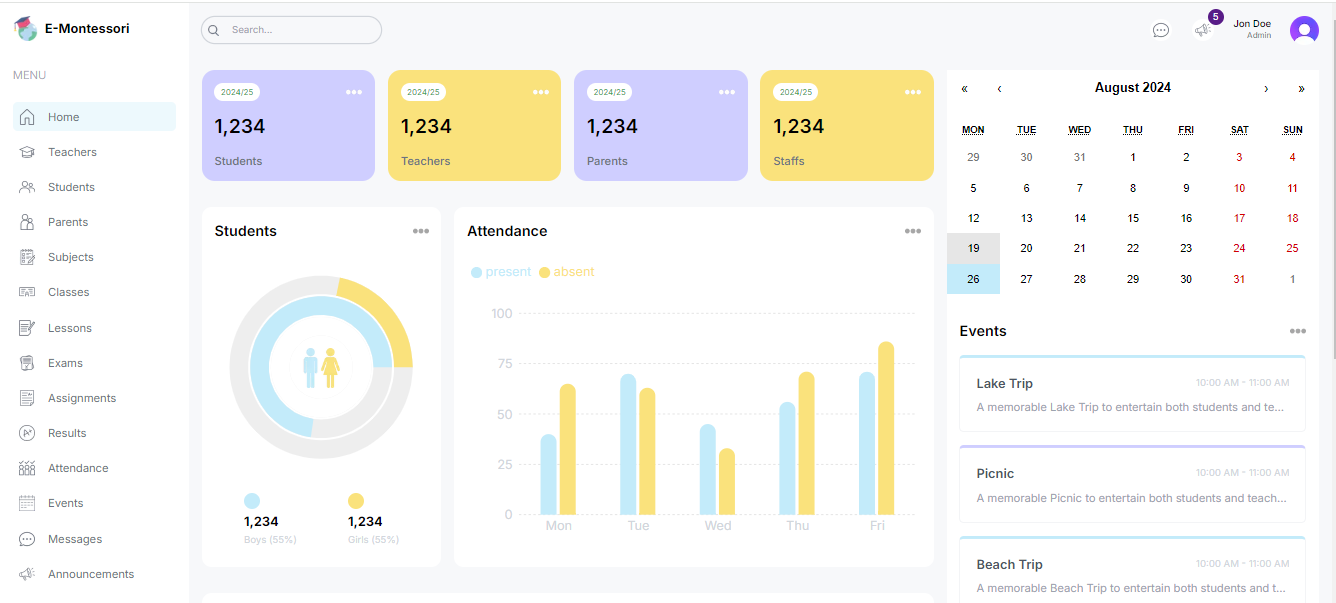 E-Montessori
MENU
Home
Teachers
Students
Parents
Subjects
Classes
Lessons
Exams
Assignments
Results
Attendance
Events
Messages
Announcements
Search...
5
Jon Doe
Admin
2024/25
1,234
Students
2024/25
1,234
Teachers
2024/25
1,234
Parents
2024/25
1,234
Staffs
Students
1,234
Boys (55%)
1,234
Girls (55%)
Attendance
present absent
100
75
50
25
0
Mon Tue Wed Thu Fri
« ‹ August 2024 › »
MON TUE WED THU FRI SAT SUN
29 30 31 1 2 3 4
5 6 7 8 9 10 11
12 13 14 15 16 17 18
19 20 21 22 23 24 25
26 27 28 29 30 31 1
Events
Lake Trip 10:00 AM - 11:00 AM
A memorable Lake Trip to entertain both students and te...
Picnic 10:00 AM - 11:00 AM
A memorable Picnic to entertain both students and teach...
Beach Trip 10:00 AM - 11:00 AM
A memorable Beach Trip to entertain both students and t...